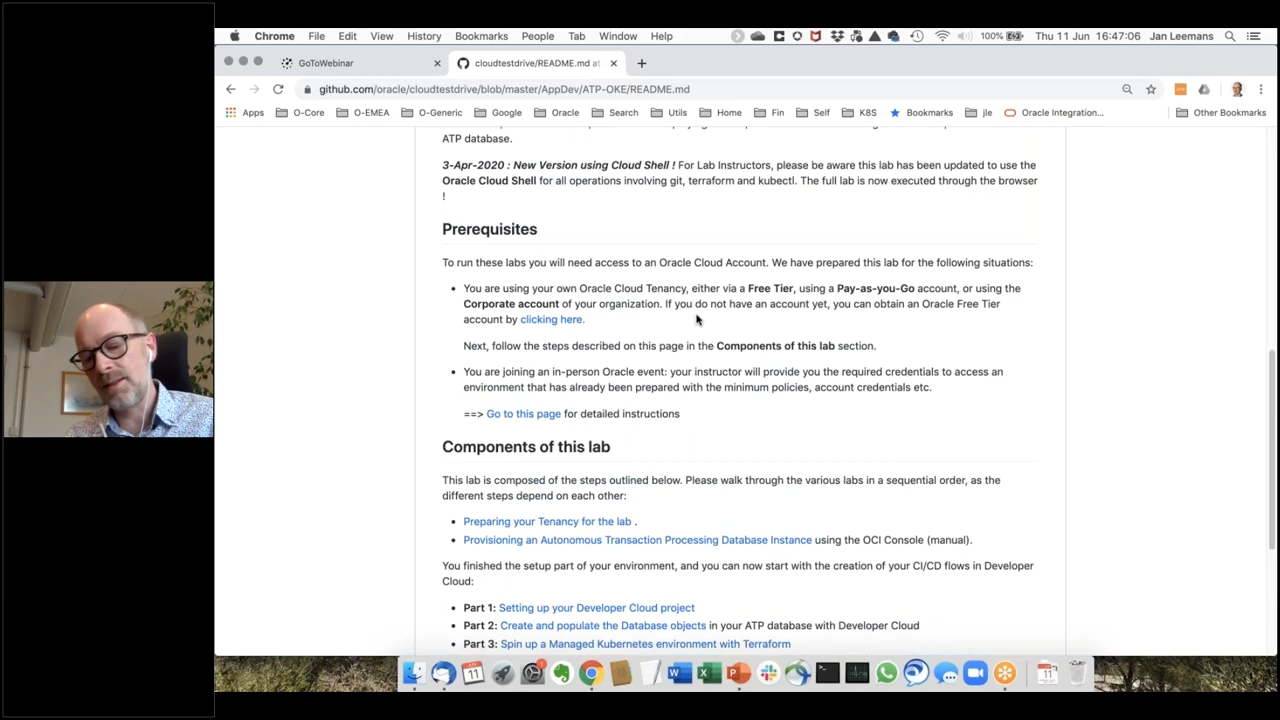 Chrome File Edit View History Bookmarks People Tab Window Help 100% Thu 11 Jun 16:47:06 Jan Leemans
GoToWebinar
cloudtestdrive/README.md at
github.com/oracle/cloudtestdrive/blob/master/AppDev/ATP-OKE/README.md
Apps O-Core O-EMEA O-Generic Google Oracle Search Utils Home Fin Self K8S Bookmarks jle Oracle Integration... Other Bookmarks
ATP database.
3-Apr-2020 : New Version using Cloud Shell ! For Lab Instructors, please be aware this lab has been updated to use the
Oracle Cloud Shell for all operations involving git, terraform and kubectl. The full lab is now executed through the browser
!
Prerequisites
To run these labs you will need access to an Oracle Cloud Account. We have prepared this lab for the following situations:
• You are using your own Oracle Cloud Tenancy, either via a Free Tier, using a Pay-as-you-Go account, or using the
Corporate account of your organization. If you do not have an account yet, you can obtain an Oracle Free Tier
account by clicking here.
Next, follow the steps described on this page in the Components of this lab section.
• You are joining an in-person Oracle event: your instructor will provide you the required credentials to access an
environment that has already been prepared with the minimum policies, account credentials etc.
==> Go to this page for detailed instructions
Components of this lab
This lab is composed of the steps outlined below. Please walk through the various labs in a sequential order, as the
different steps depend on each other:
• Preparing your Tenancy for the lab .
• Provisioning an Autonomous Transaction Processing Database Instance using the OCI Console (manual).
You finished the setup part of your environment, and you can now start with the creation of your CI/CD flows in Developer
Cloud:
• Part 1: Setting up your Developer Cloud project
• Part 2: Create and populate the Database objects in your ATP database with Developer Cloud
• Part 3: Spin up a Managed Kubernetes environment with Terraform